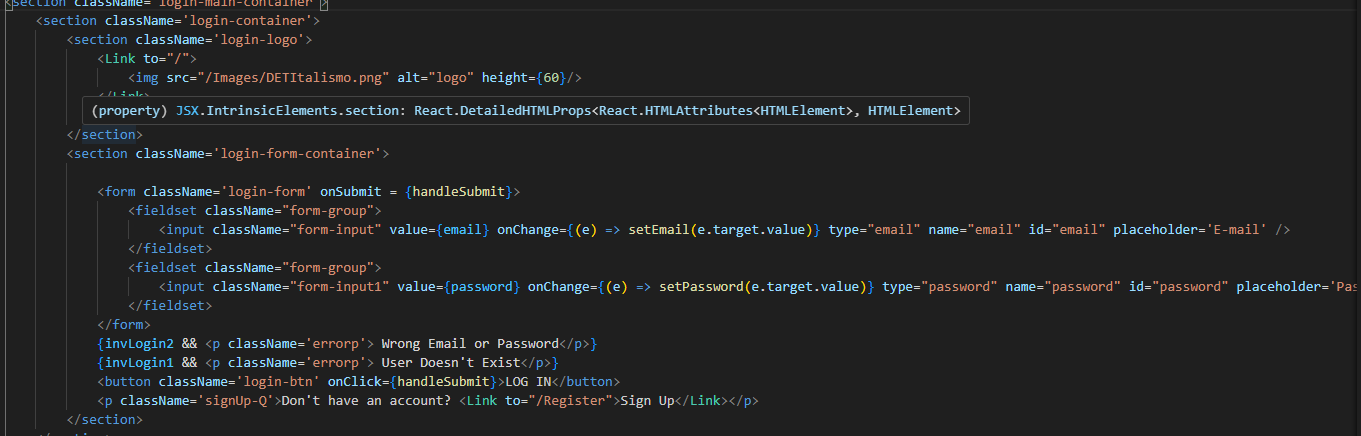 <section className='login-main-container'>
<section className='login-container'>
<section className='login-logo'>
<Link to="/">
<img src="/Images/DETItalismo.png" alt="logo" height={60}/>
</Link>
(property) JSX.IntrinsicElements.section: React.DetailedHTMLProps<React.HTMLAttributes<HTMLElement>, HTMLElement>
</section>
<section className='login-form-container'>
<form className='login-form' onSubmit = {handleSubmit}>
<fieldset className="form-group">
<input className="form-input" value={email} onChange={(e) => setEmail(e.target.value)} type="email" name="email" id="email" placeholder='E-mail' />
</fieldset>
<fieldset className="form-group">
<input className="form-input1" value={password} onChange={(e) => setPassword(e.target.value)} type="password" name="password" id="password" placeholder='Pas
</fieldset>
</form>
{invLogin2 && <p className='errorp'> Wrong Email or Password</p>}
{invLogin1 && <p className='errorp'> User Doesn't Exist</p>}
<button className='login-btn' onClick={handleSubmit}>LOG IN</button>
<p className='signUp-Q'>Don't have an account? <Link to="/Register">Sign Up</Link></p>
</section>